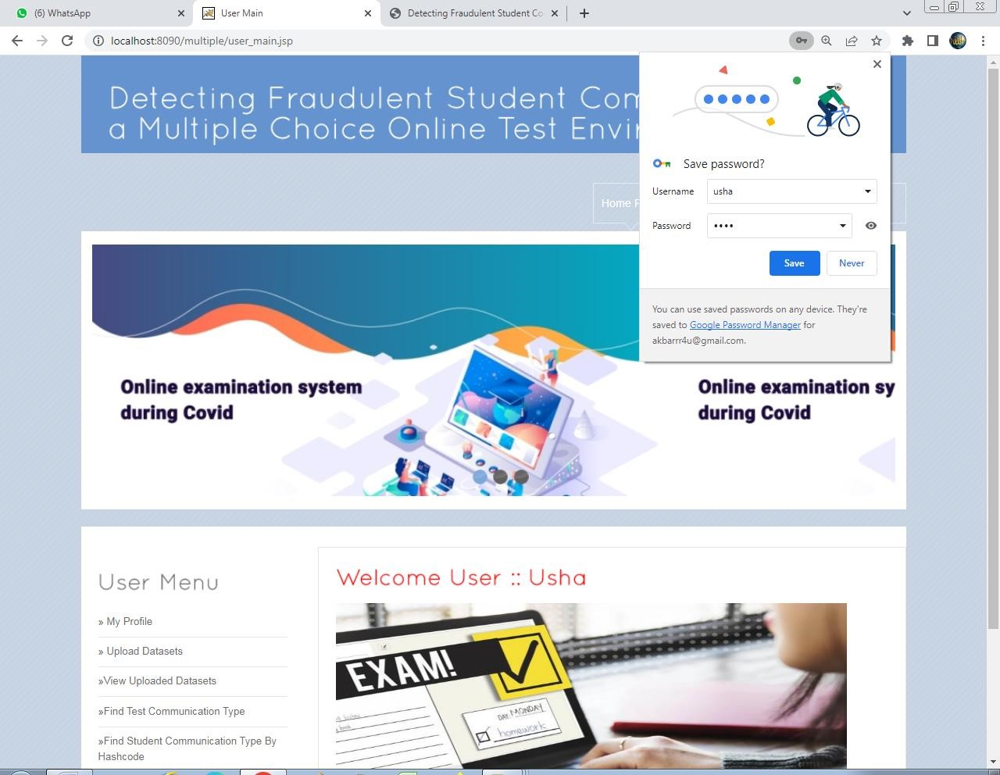 (6) WhatsApp
User Main
Detecting Fraudulent Student Co
localhost:8090/multiple/user_main.jsp
Detecting Fraudulent Student Com
a Multiple Choice Online Test Envir
Home P
Save password?
Username
usha
Password
Save
Never
You can use saved passwords on any device. They're
saved to Google Password Manager for
akbarrr4u@gmail.com.
Online examination system
during Covid
Online examination sy
during Covid
User Menu
» My Profile
» Upload Datasets
»View Uploaded Datasets
»Find Test Communication Type
»Find Student Communication Type By
Hashcode
Welcome User :: Usha
EXAM!
DAY: MONDAY
homework